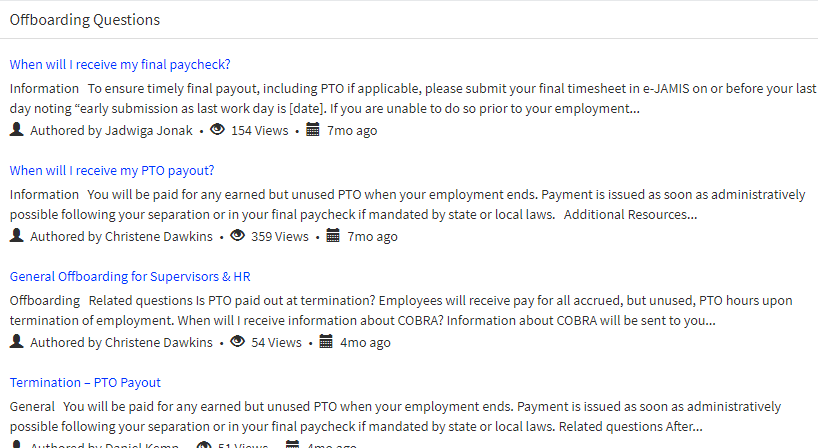 Offboarding Questions
When will I receive my final paycheck?
Information To ensure timely final payout, including PTO if applicable, please submit your final timesheet in e-JAMIS on or before your last
day noting “early submission as last work day is [date]. If you are unable to do so prior to your employment...
Authored by Jadwiga Jonak • 154 Views • 7mo ago
When will I receive my PTO payout?
Information You will be paid for any earned but unused PTO when your employment ends. Payment is issued as soon as administratively
possible following your separation or in your final paycheck if mandated by state or local laws. Additional Resources...
Authored by Christene Dawkins • 359 Views • 7mo ago
General Offboarding for Supervisors & HR
Offboarding Related questions Is PTO paid out at termination? Employees will receive pay for all accrued, but unused, PTO hours upon
termination of employment. When will I receive information about COBRA? Information about COBRA will be sent to you...
Authored by Christene Dawkins • 54 Views • 4mo ago
Termination – PTO Payout
General You will be paid for any earned but unused PTO when your employment ends. Payment is issued as soon as administratively
possible following your separation or in your final paycheck if mandated by state or local laws. Related questions After...
Authored by Daniel Kemp • 51 Views • 4mo ago